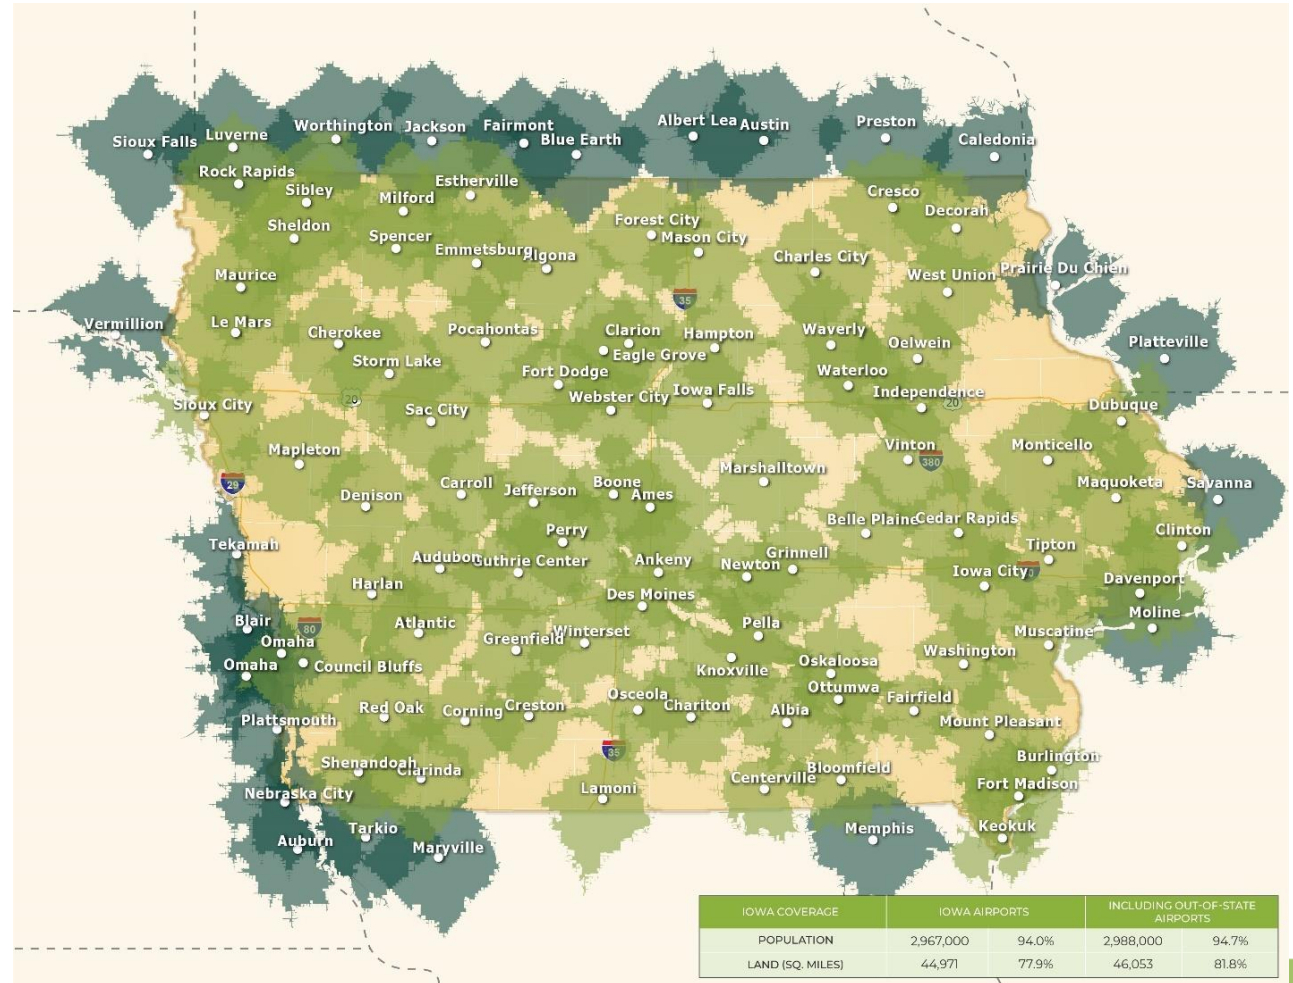 Albert Lea
Austin
Preston
Worthington
Jackson
Fairmont
Luverne
Sioux Falls
Blue Earth
Caledonia
Rock Rapids
Sibley
Estherville
Milford
Cresco
Decorah
Sheldon
Spencer
Forest City
Mason City
Emmetsburg
Algona
Charles City
Maurice
West Union
Prairie Du Chien
35
Vermillion
Le Mars
Cherokee
Pocahontas
Clarion
Hampton
Waverly
Oelwein
Platteville
Eagle Grove
Storm Lake
Fort Dodge
Waterloo
Webster City
Iowa Falls
Independence
20
20
Sioux City
Sac City
Dubuque
Mapleton
Vinton
Monticello
380
Marshalltown
29
Denison
Carroll
Jefferson
Boone
Ames
Maquoketa
Savanna
Belle Plaine
Cedar Rapids
Clinton
Perry
Tekamah
Tipton
Audubon
Guthrie Center
Ankeny
Newton
Grinnell
Iowa City
Harlan
Des Moines
Davenport
Moline
Blair
80
Atlantic
Greenfield
Winterset
Pella
Muscatine
Omaha
Omaha
Council Bluffs
Knoxville
Oskaloosa
Washington
Ottumwa
Red Oak
Corning
Creston
Osceola
Chariton
Albia
Fairfield
Plattsmouth
Mount Pleasant
35
Shenandoah
Clarinda
Burlington
Nebraska City
Lamoni
Centerville
Bloomfield
Fort Madison
Auburn
Tarkio
Maryville
Memphis
Keokuk
IOWA COVERAGE IOWA AIRPORTS INCLUDING OUT-OF-STATE
AIRPORTS
POPULATION 2,967,000 94.0% 2,988,000 94.7%
LAND (SQ. MILES) 44,971 77.9% 46,053 81.8%